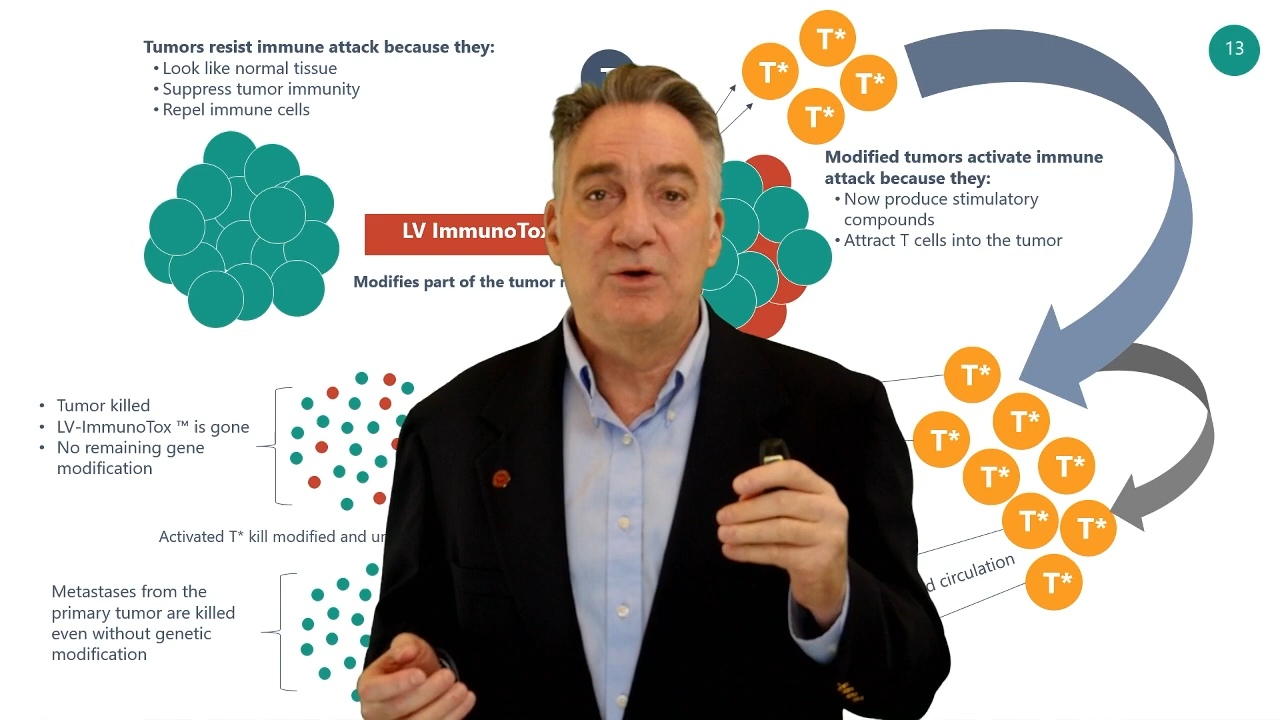 13
Tumors resist immune attack because they:
• Look like normal tissue
• Suppress tumor immunity
• Repel immune cells
T*
T*
T*
T*
Modified tumors activate immune
attack because they:
• Now produce stimulatory
compounds
• Attract T cells into the tumor
LV ImmunoTox
Modifies part of the tumor
• Tumor killed
• LV-ImmunoTox ™ is gone
• No remaining gene
modification
T*
T*
T*
T*
T*
T*
T*
T*
Activated T* kill modified and
circulation
Metastases from the
primary tumor are killed
even without genetic
modification